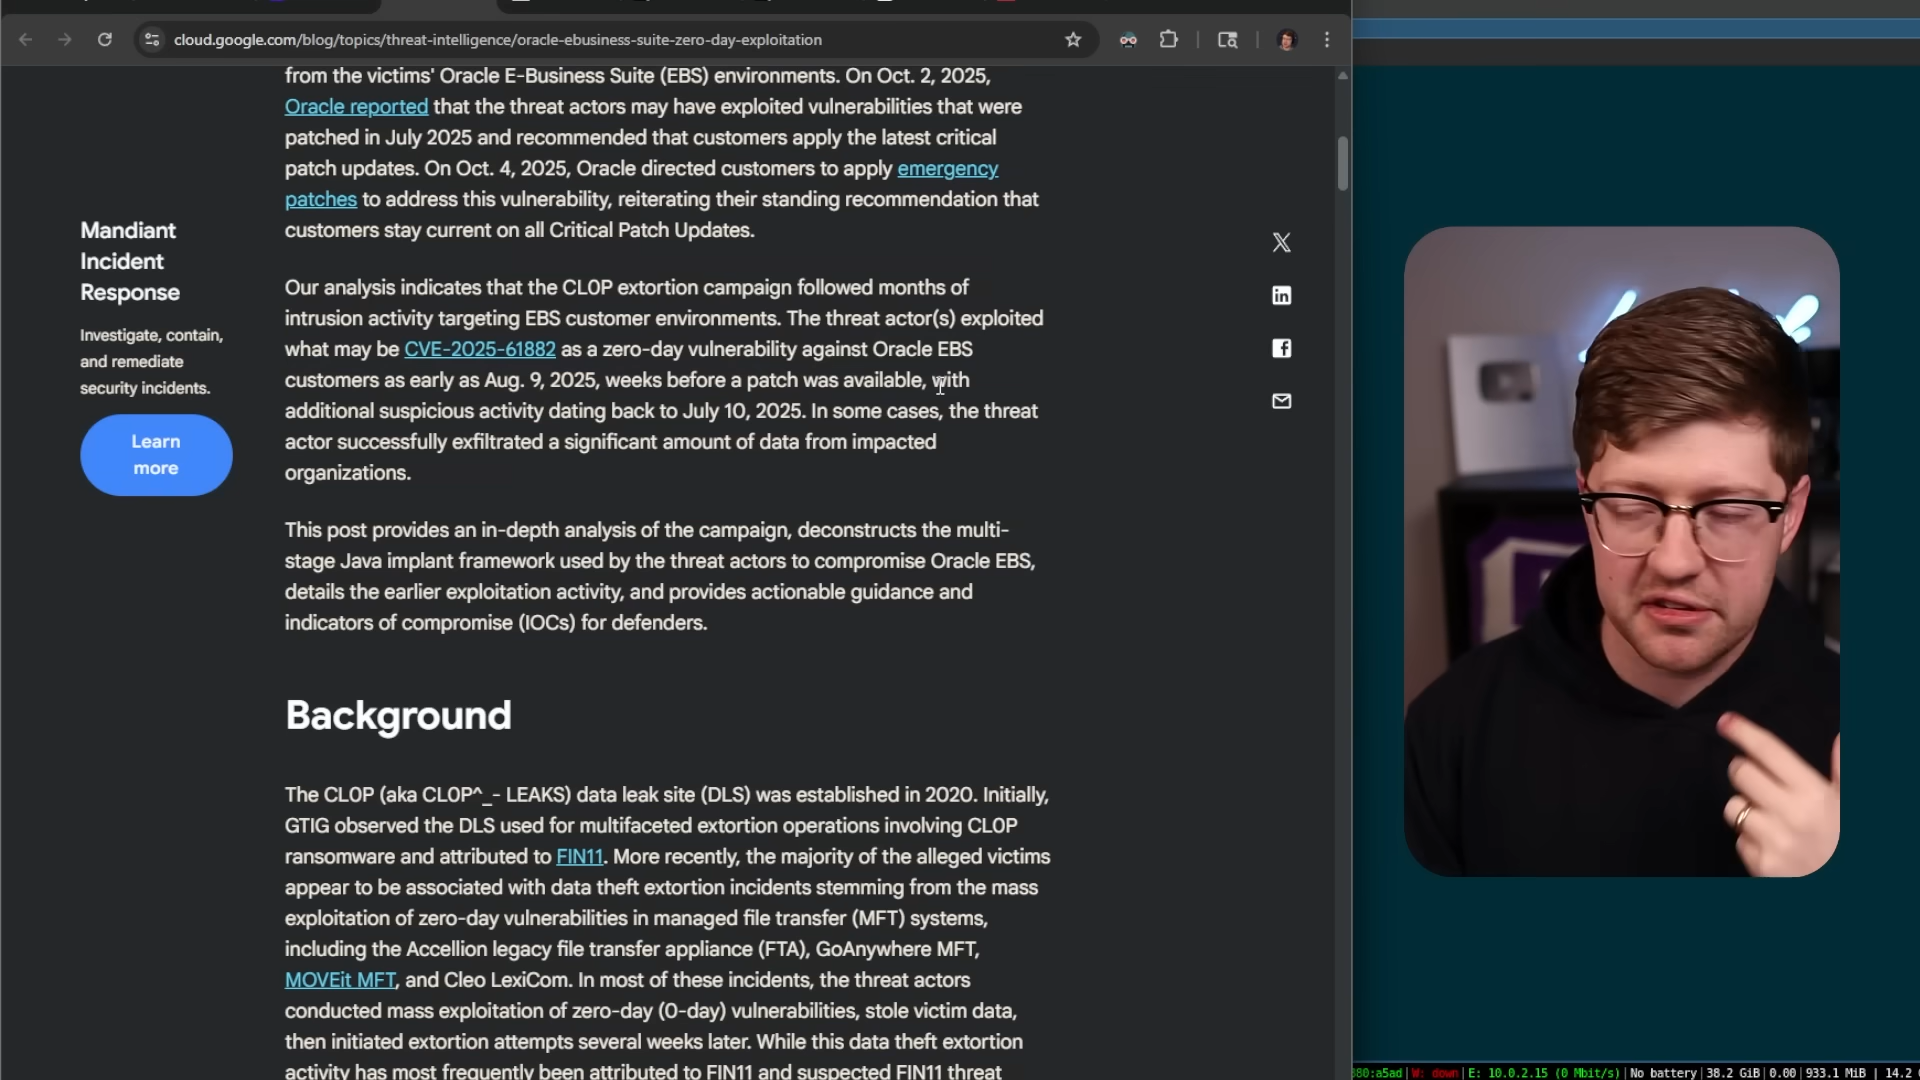 cloud.google.com/blog/topics/threat-intelligence/oracle-ebusiness-suite-zero-day-exploitation
from the victims' Oracle E-Business Suite (EBS) environments. On Oct. 2, 2025,
Oracle reported that the threat actors may have exploited vulnerabilities that were
patched in July 2025 and recommended that customers apply the latest critical
patch updates. On Oct. 4, 2025, Oracle directed customers to apply emergency
patches to address this vulnerability, reiterating their standing recommendation that
customers stay current on all Critical Patch Updates.
Mandiant
Incident
Response
Investigate, contain,
and remediate
security incidents.
Learn
more
Our analysis indicates that the CL0P extortion campaign followed months of
intrusion activity targeting EBS customer environments. The threat actor(s) exploited
what may be CVE-2025-61882 as a zero-day vulnerability against Oracle EBS
customers as early as Aug. 9, 2025, weeks before a patch was available, with
additional suspicious activity dating back to July 10, 2025. In some cases, the threat
actor successfully exfiltrated a significant amount of data from impacted
organizations.
This post provides an in-depth analysis of the campaign, deconstructs the multi-
stage Java implant framework used by the threat actors to compromise Oracle EBS,
details the earlier exploitation activity, and provides actionable guidance and
indicators of compromise (IOCs) for defenders.
Background
The CL0P (aka CL0P^_- LEAKS) data leak site (DLS) was established in 2020. Initially,
GTIG observed the DLS used for multifaceted extortion operations involving CL0P
ransomware and attributed to FIN11. More recently, the majority of the alleged victims
appear to be associated with data theft extortion incidents stemming from the mass
exploitation of zero-day vulnerabilities in managed file transfer (MFT) systems,
including the Accellion legacy file transfer appliance (FTA), GoAnywhere MFT,
MOVEit MFT, and Cleo LexiCom. In most of these incidents, the threat actors
conducted mass exploitation of zero-day (0-day) vulnerabilities, stole victim data,
then initiated extortion attempts several weeks later. While this data theft extortion
activity has most frequently been attributed to FIN11 and suspected FIN11 threat
:a5ad | W: down | E: 10.0.2.15 (0 Mbit/s) | No battery | 38.2 GiB | 0.00 | 933.1 MiB | 14.2